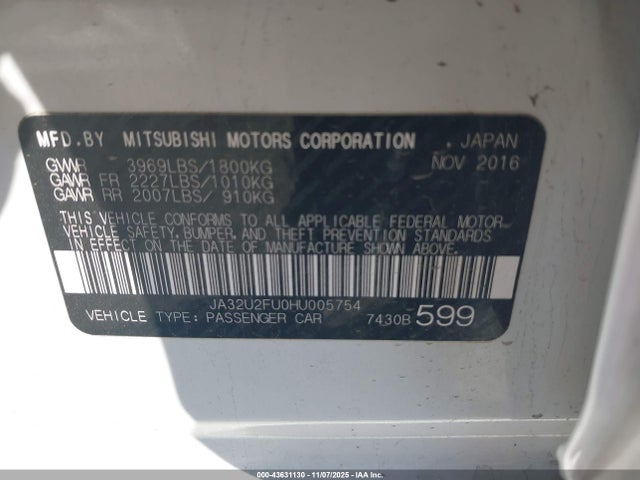 MFD.BY MITSUBISHI MOTORS CORPORATION . JAPAN
GVWR 3969LBS/1800KG NOV 2016
GAWR FR 2227LBS/1010KG
GAWR RR 2007LBS/ 910KG
THIS VEHICLE CONFORMS TO ALL APPLICABLE FEDERAL MOTOR
VEHICLE SAFETY, BUMPER, AND THEFT PREVENTION STANDARDS
IN EFFECT ON THE DATE OF MANUFACTURE SHOWN ABOVE.
JA32U2FU0HU005754
VEHICLE TYPE: PASSENGER CAR 7430B 599
000-43631130 - 11/07/2025 - IAA Inc.